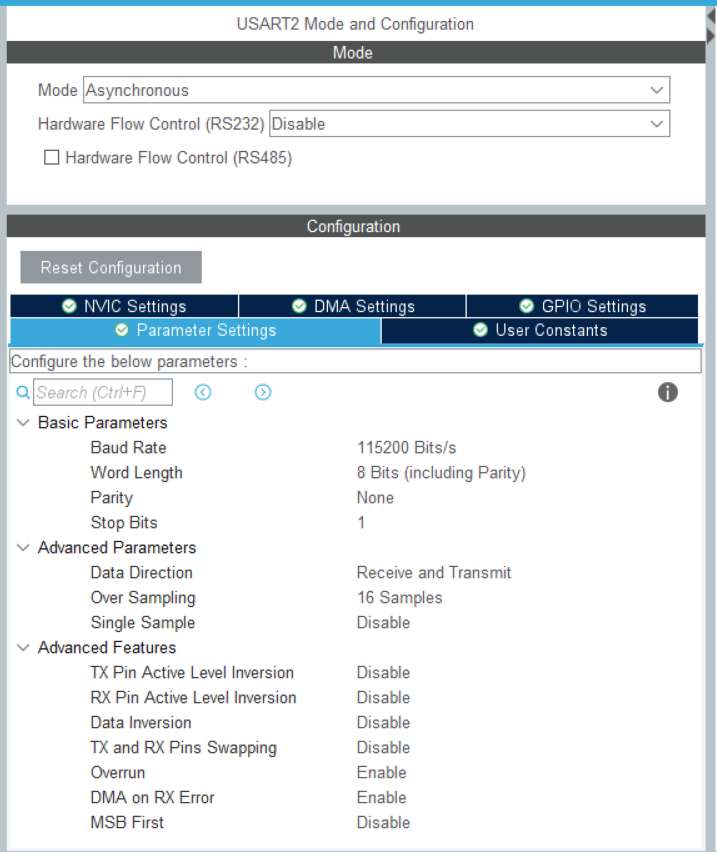 USART2 Mode and Configuration
Mode
Mode Asynchronous
Hardware Flow Control (RS232) Disable
Hardware Flow Control (RS485)
Configuration
Reset Configuration
NVIC Settings DMA Settings GPIO Settings
Parameter Settings User Constants
Configure the below parameters :
Search (Ctrl+F)
Basic Parameters
Baud Rate 115200 Bits/s
Word Length 8 Bits (including Parity)
Parity None
Stop Bits 1
Advanced Parameters
Data Direction Receive and Transmit
Over Sampling 16 Samples
Single Sample Disable
Advanced Features
TX Pin Active Level Inversion Disable
RX Pin Active Level Inversion Disable
Data Inversion Disable
TX and RX Pins Swapping Disable
Overrun Enable
DMA on RX Error Enable
MSB First Disable